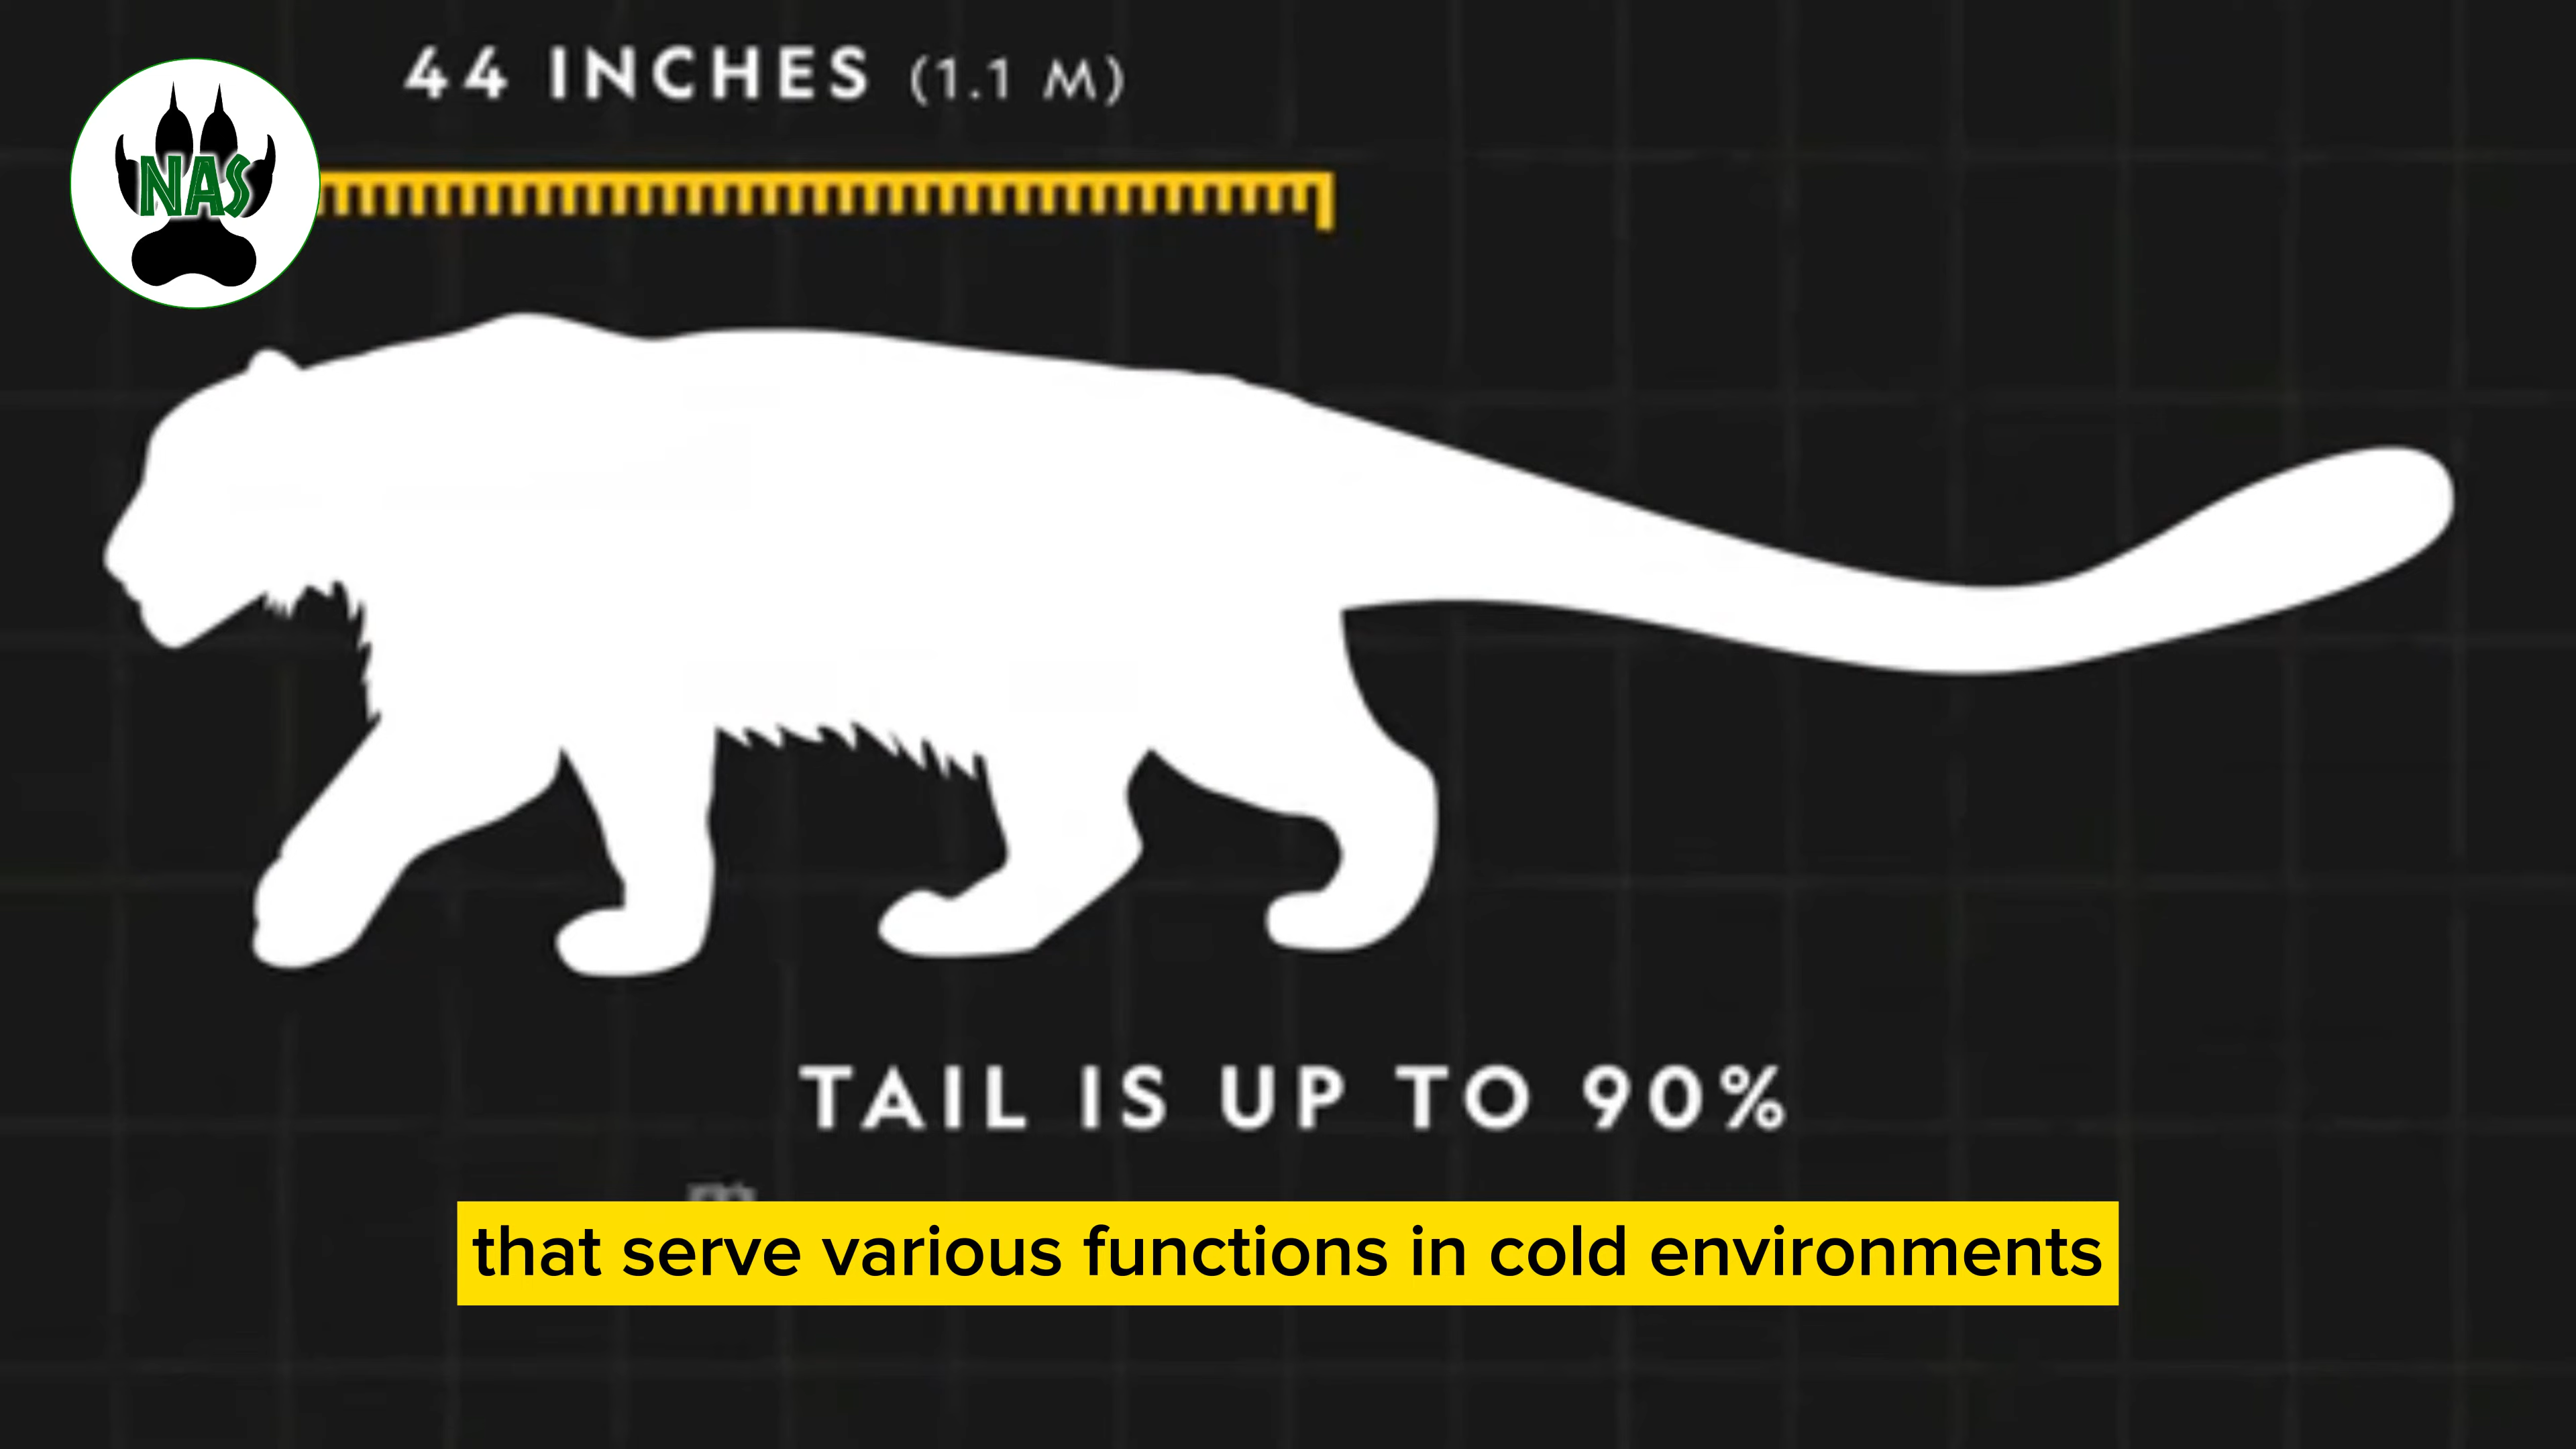 44 INCHES (1.1 M)
NAS
TAIL IS UP TO 90%
that serve various functions in cold environments